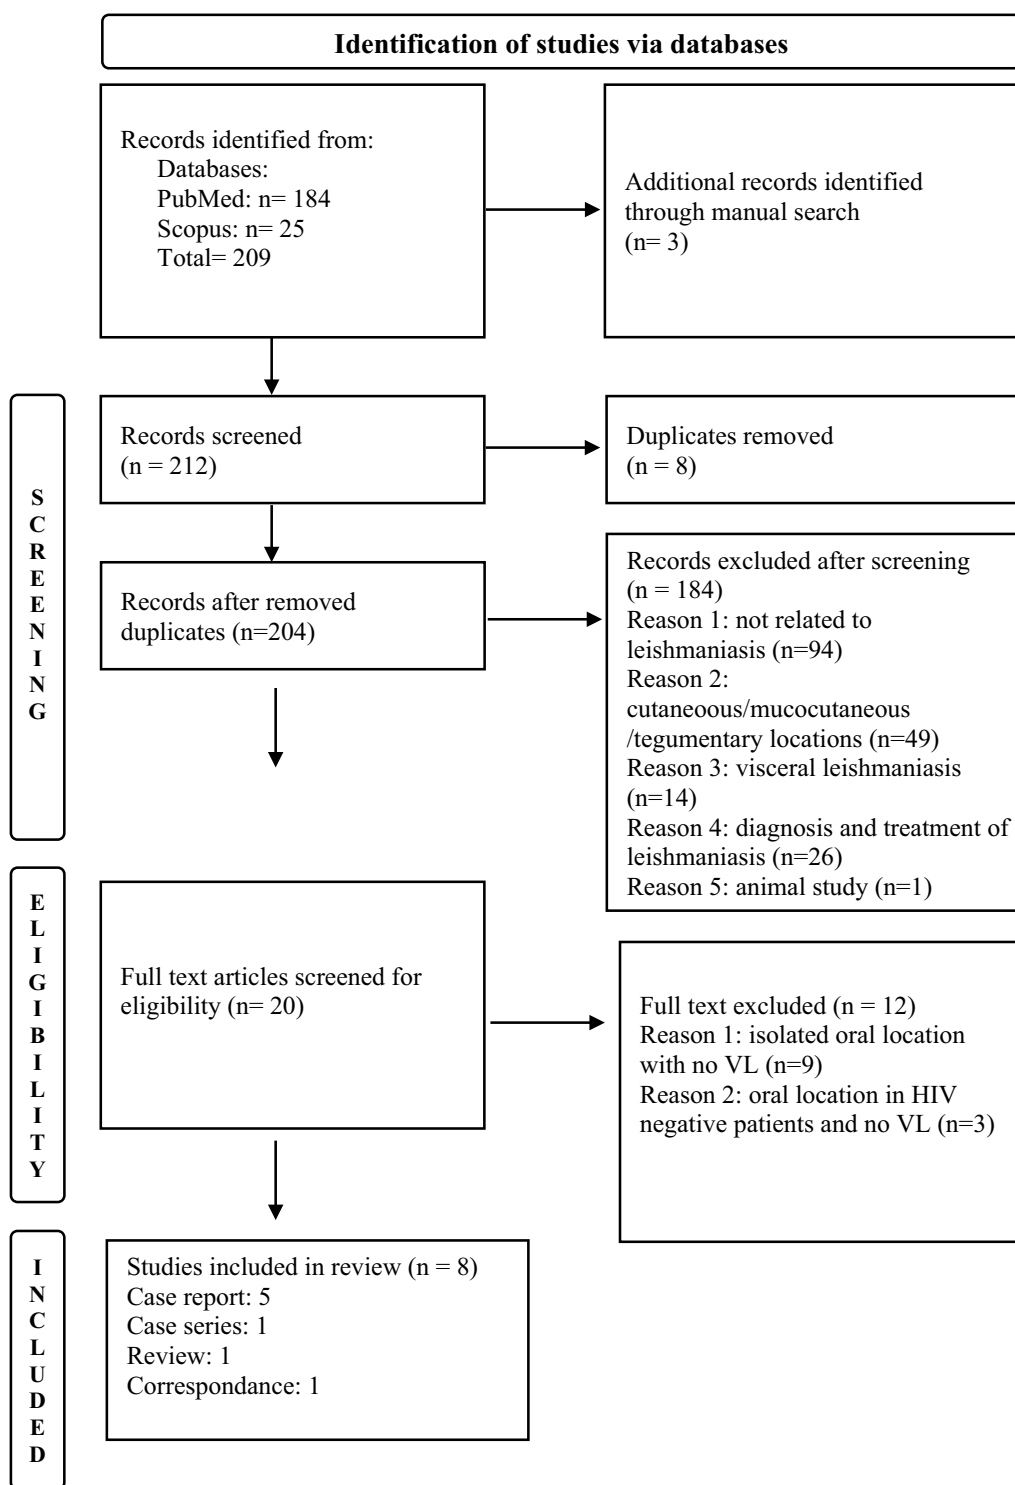 Identification of studies via databases
Records identified from:
Databases:
PubMed: n= 184
Scopus: n= 25
Total= 209
Additional records identified
through manual search
(n= 3)
SCREENING
Records screened
(n = 212)
Duplicates removed
(n = 8)
Records after removed
duplicates (n=204)
Records excluded after screening
(n = 184)
Reason 1: not related to
leishmaniasis (n=94)
Reason 2:
cutaneoous/mucocutaneous
/tegumentary locations (n=49)
Reason 3: visceral leishmaniasis
(n=14)
Reason 4: diagnosis and treatment of
leishmaniasis (n=26)
Reason 5: animal study (n=1)
ELIGIBILITY
Full text articles screened for
eligibility (n= 20)
Full text excluded (n = 12)
Reason 1: isolated oral location
with no VL (n=9)
Reason 2: oral location in HIV
negative patients and no VL (n=3)
INCLUDED
Studies included in review (n = 8)
Case report: 5
Case series: 1
Review: 1
Correspondance: 1